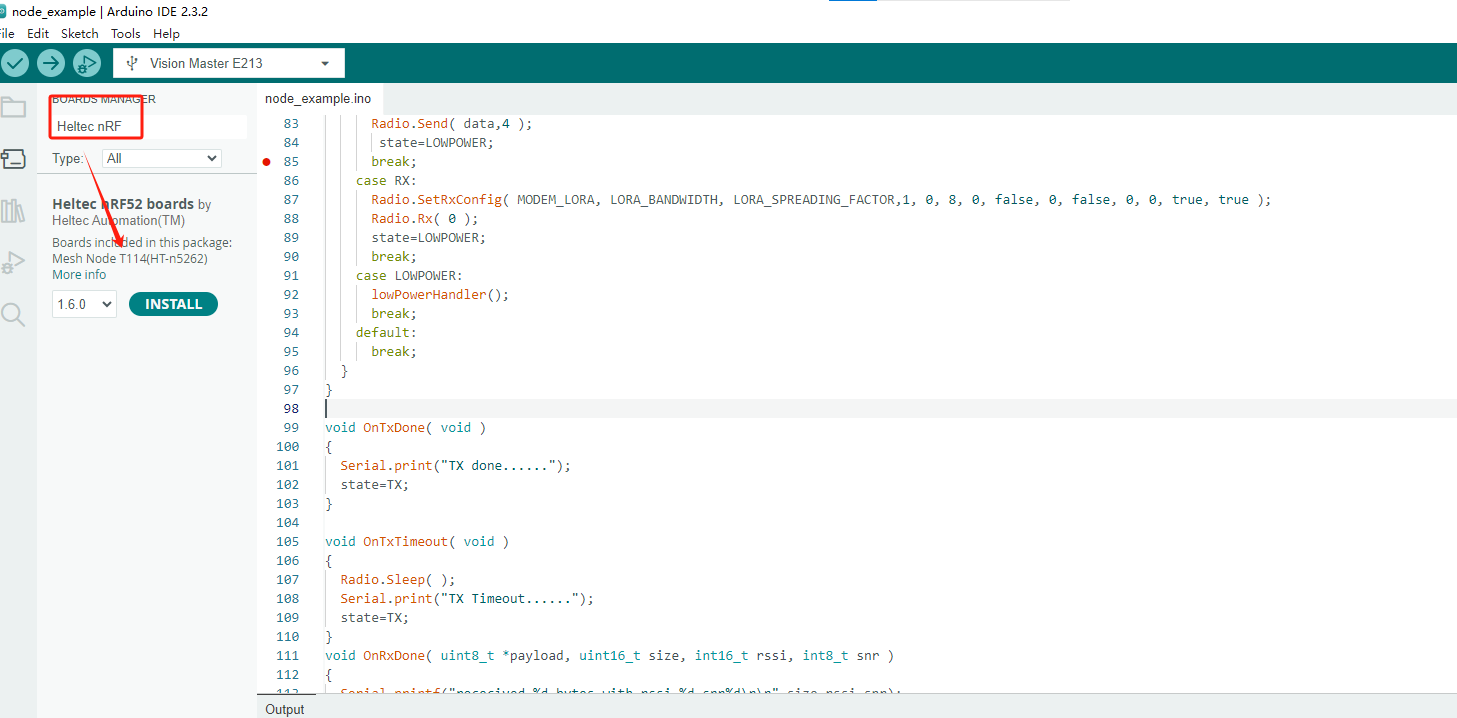 node_example | Arduino IDE 2.3.2
ile Edit Sketch Tools Help
Vision Master E213
BOARDS MANAGER
Heltec nRF
Type: All
Heltec nRF52 boards by
Heltec Automation(TM)
Boards included in this package:
Mesh Node T114(HT-n5262)
More info
1.6.0 INSTALL
node_example.ino
83 Radio.Send( data,4 );
84 state=LOWPOWER;
85 break;
86 case RX:
87 Radio.SetRxConfig( MODEM_LORA, LORA_BANDWIDTH, LORA_SPREADING_FACTOR,1, 0, 8, 0, false, 0, false, 0, 0, true, true );
88 Radio.Rx( 0 );
89 state=LOWPOWER;
90 break;
91 case LOWPOWER:
92 lowPowerHandler();
93 break;
94 default:
95 break;
96 }
97 }
98
99 void OnTxDone( void )
100 {
101 Serial.print("TX done......");
102 state=TX;
103 }
104
105 void OnTxTimeout( void )
106 {
107 Radio.Sleep( );
108 Serial.print("TX Timeout......");
109 state=TX;
110 }
111 void OnRxDone( uint8_t *payload, uint16_t size, int16_t rssi, int8_t snr )
112 {
Output